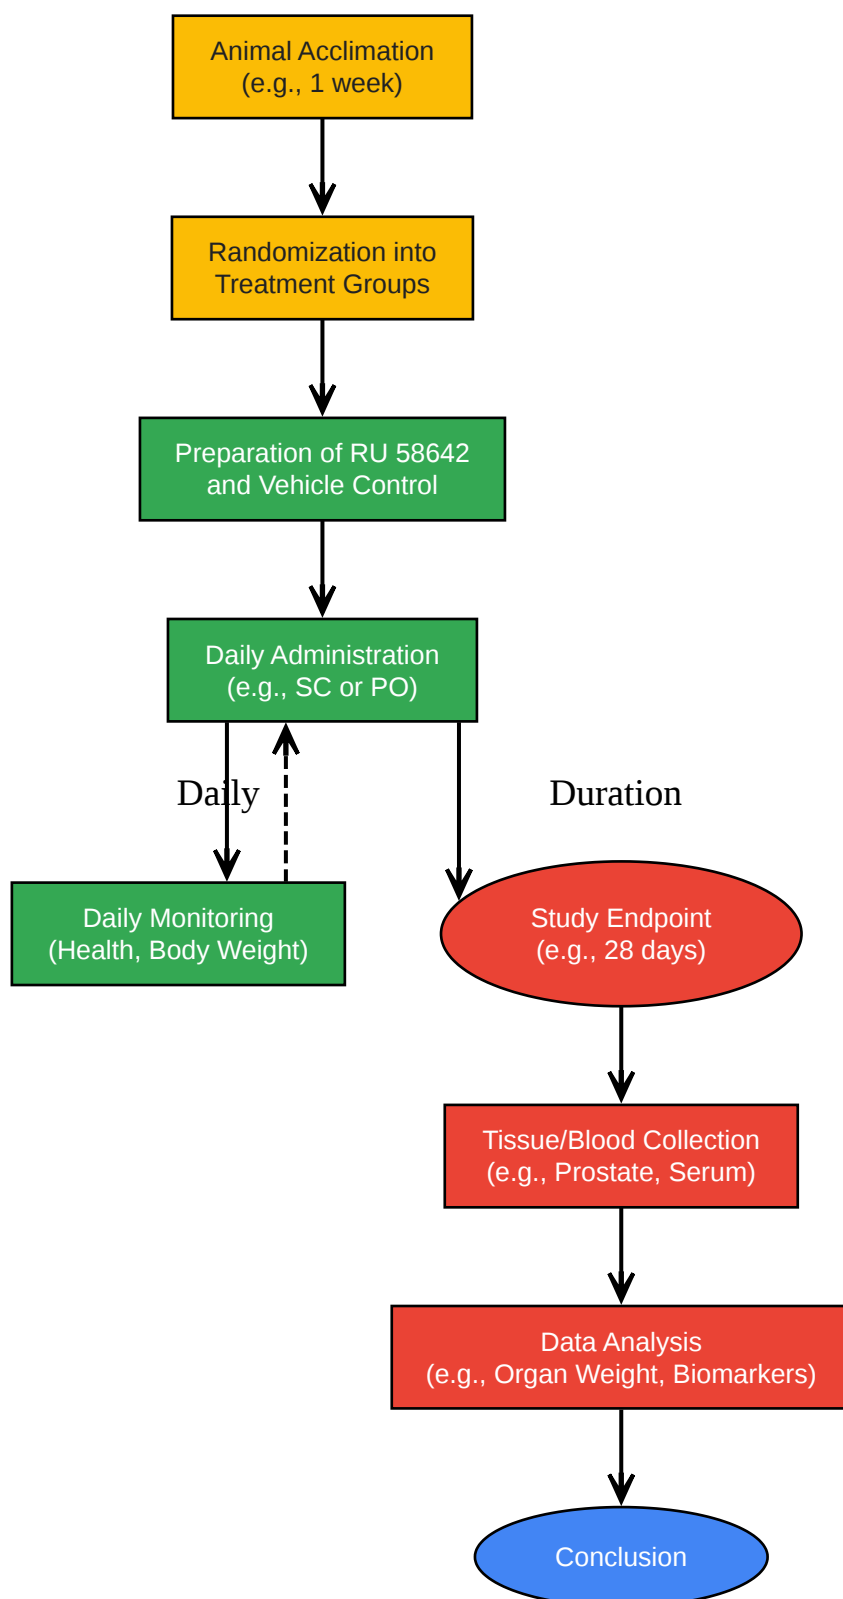 Animal Acclimation
(e.g., 1 week)
Randomization into
Treatment Groups
Preparation of RU 58642
and Vehicle Control
Daily Administration
(e.g., SC or PO)
Daily
Duration
Daily Monitoring
(Health, Body Weight)
Study Endpoint
(e.g., 28 days)
Tissue/Blood Collection
(e.g., Prostate, Serum)
Data Analysis
(e.g., Organ Weight, Biomarkers)
Conclusion